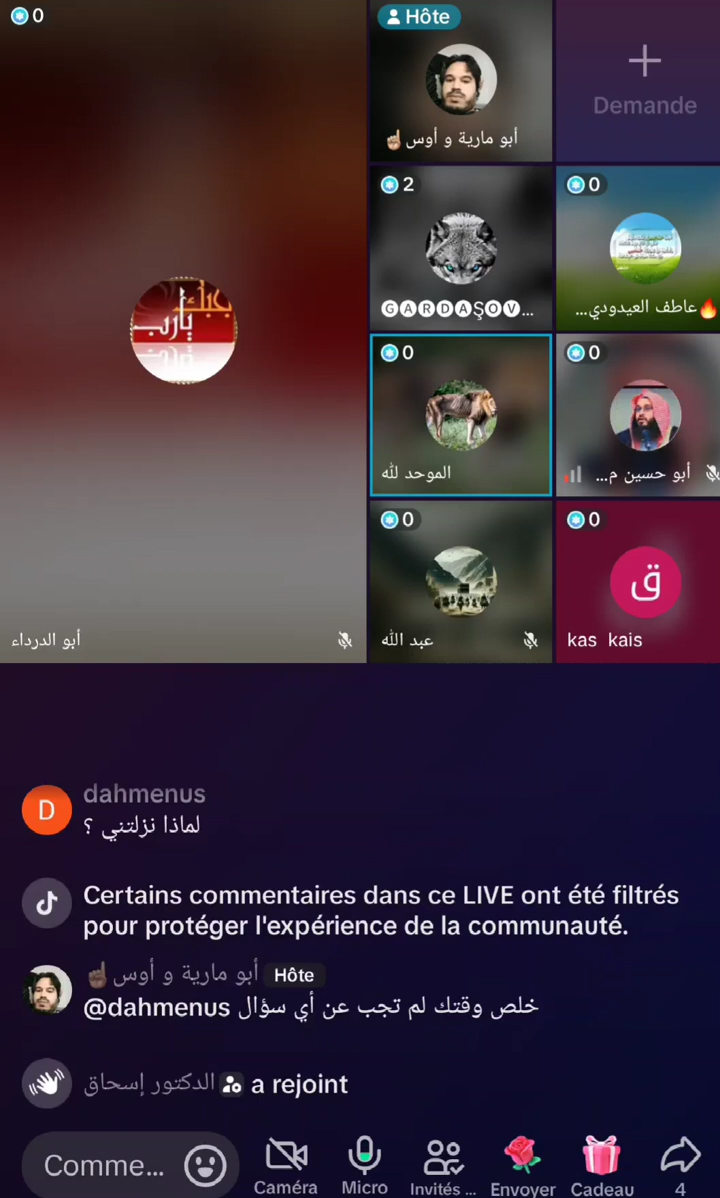 0
Hôte
أبو مارية و أوس☝🏽
Demande
2
ⒼⒶⓇⒹⒶŞⓄⓋ...
0
🔥عاطف العيدودي...
0
الموحد لله
0
أبو حسين م...
أبو الدرداء
0
عبد الله
0
ق
kas kais
يارب
D
dahmenus
لماذا نزلتني ؟
Certains commentaires dans ce LIVE ont été filtrés
pour protéger l'expérience de la communauté.
أبو مارية و أوس☝🏽 Hôte
@dahmenus خلص وقتك لم تجب عن أي سؤال
الدكتور إسحاق a rejoint
Comme...
Caméra
Micro
Invités ...
Envoyer
Cadeau
4